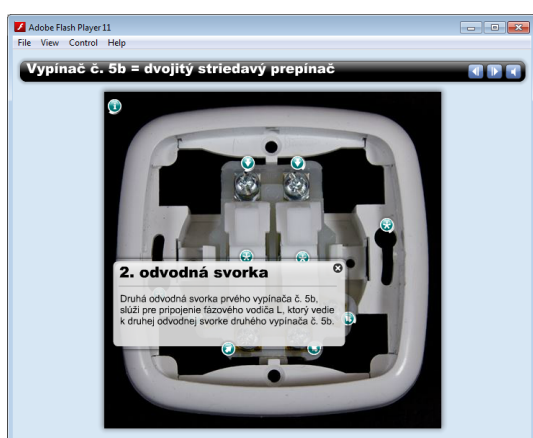 Adobe Flash Player 11
File View Control Help
Vypínač č. 5b = dvojitý striedavý prepínač
2. odvodná svorka
Druhá odvodná svorka prvého vypínača č. 5b,
slúži pre pripojenie fázového vodiča L, ktorý vedie
k druhej odvodnej svorke druhého vypínača č. 5b.